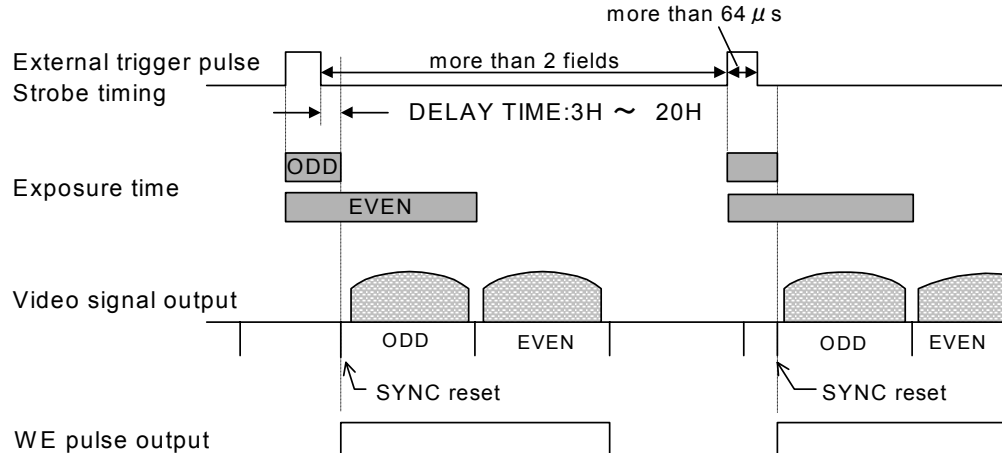 more than 64 μ s
External trigger pulse
more than 2 fields
Strobe timing
DELAY TIME:3H ～ 20H
ODD
Exposure time
EVEN
Video signal output
ODD
EVEN
ODD
EVEN
SYNC reset
SYNC reset
WE pulse output